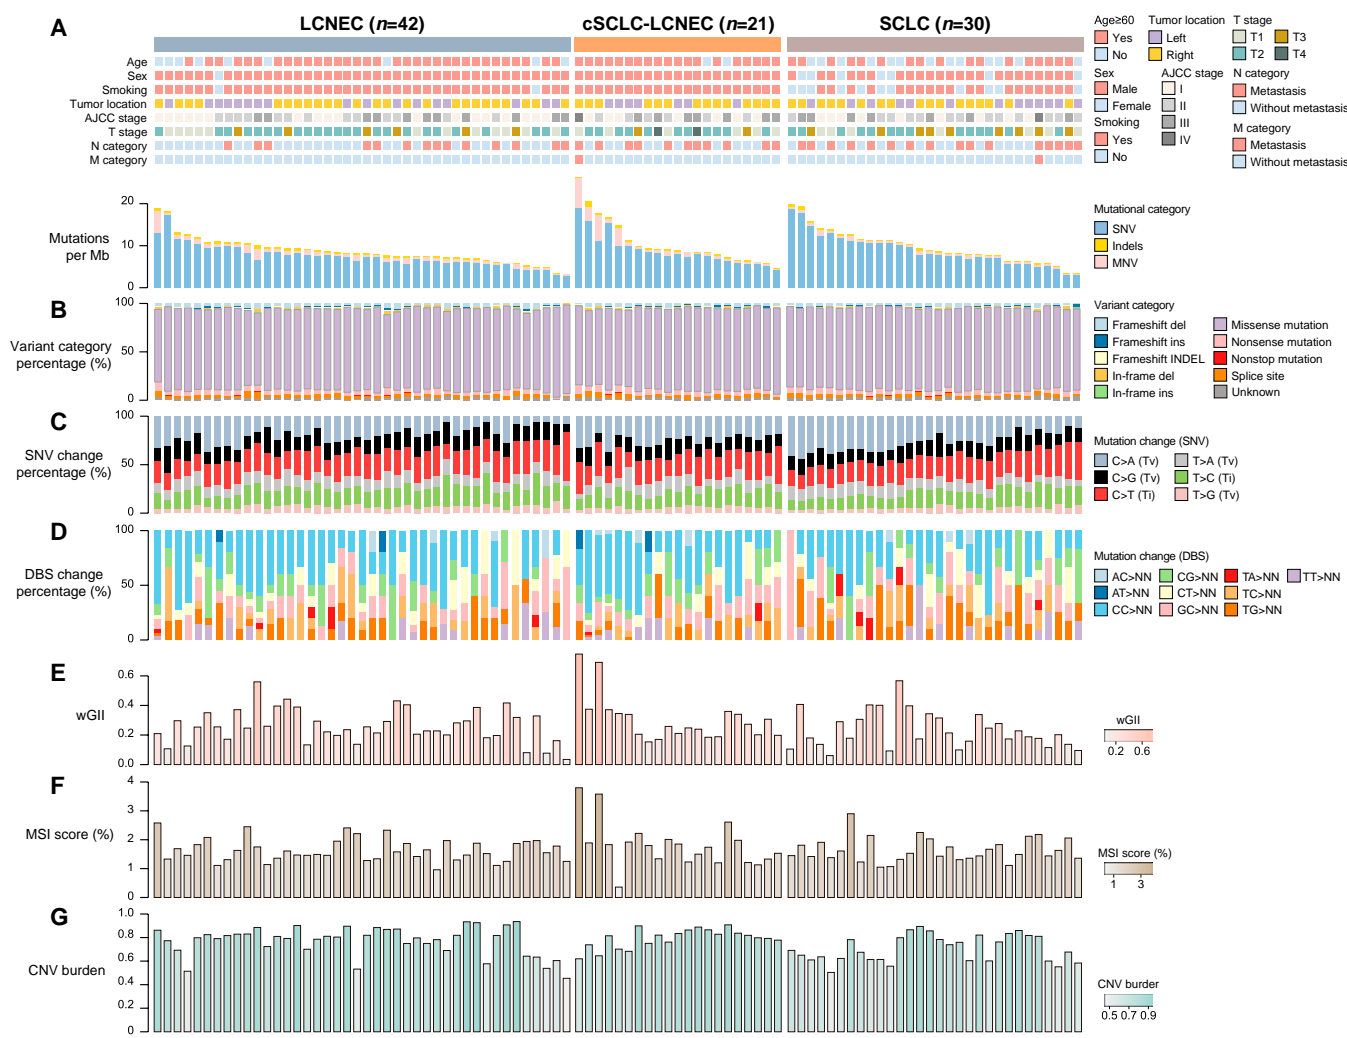 A
LCNEC (n=42)
cSCLC-LCNEC (n=21)
SCLC (n=30)
Age
Sex
Smoking
Tumor location
AJCC stage
T stage
N category
M category
Age≥60
Yes
No
Tumor location
Left
Right
T stage
T1
T3
T2
T4
Sex
Male
Female
AJCC stage
I
II
III
IV
N category
Metastasis
Without metastasis
Smoking
Yes
No
M category
Metastasis
Without metastasis
Mutations
per Mb
20
10
0
Mutational category
SNV
Indels
MNV
B
Variant category
percentage (%)
100
50
0
Variant category
Frameshift del
Missense mutation
Frameshift ins
Nonsense mutation
Frameshift INDEL
Nonstop mutation
In-frame del
Splice site
In-frame ins
Unknown
C
SNV change
percentage (%)
100
50
0
Mutation change (SNV)
C>A (Tv)
T>A (Tv)
C>G (Tv)
T>C (Ti)
C>T (Ti)
T>G (Tv)
D
DBS change
percentage (%)
100
50
0
Mutation change (DBS)
AC>NN
CG>NN
TA>NN
TT>NN
AT>NN
CT>NN
TC>NN
CC>NN
GC>NN
TG>NN
E
wGII
0.6
0.4
0.2
0.0
wGII
0.2 0.6
F
MSI score (%)
4
3
2
1
0
MSI score (%)
1 3
G
CNV burden
1.0
0.8
0.6
0.4
0.2
0
CNV burden
0.5 0.7 0.9